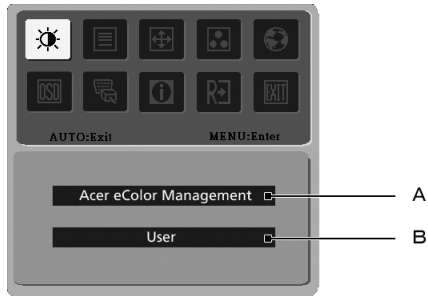 OSD i R EXIT
AUTO:Exit MENU:Enter
Acer eColor Management A
User B